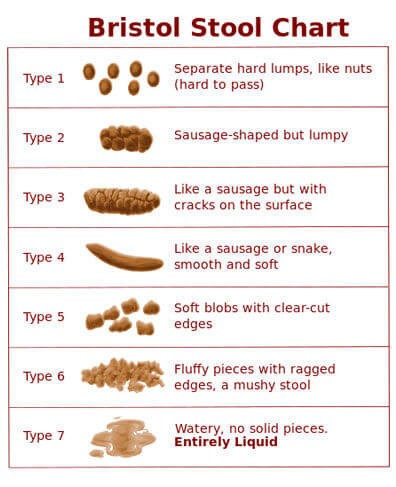 Bristol Stool Chart
Type 1
Separate hard lumps, like nuts
(hard to pass)
Type 2
Sausage-shaped but lumpy
Type 3
Like a sausage but with
cracks on the surface
Type 4
Like a sausage or snake,
smooth and soft
Type 5
Soft blobs with clear-cut
edges
Type 6
Fluffy pieces with ragged
edges, a mushy stool
Type 7
Watery, no solid pieces.
Entirely Liquid